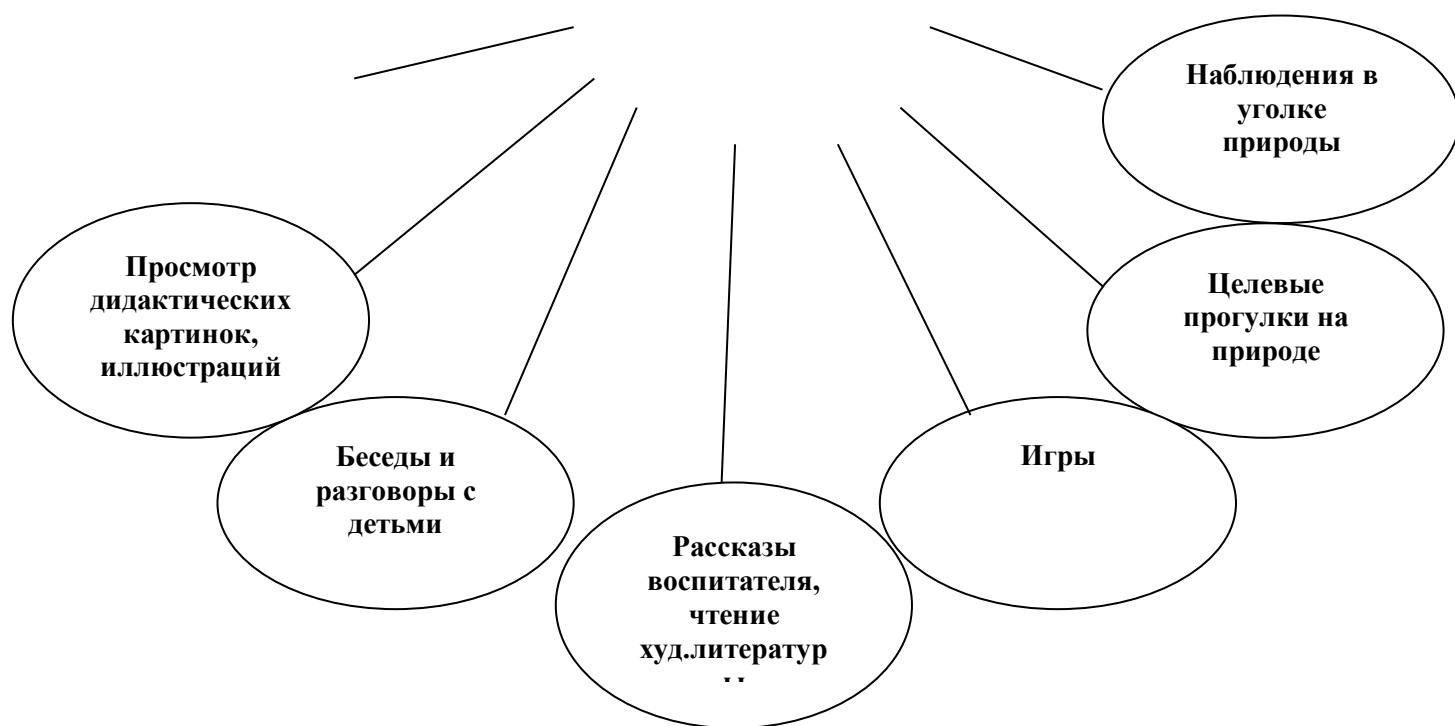 Наблюдения в
уголке
природы
Просмотр
дидактических
картинок,
иллюстраций
Целевые
прогулки на
природе
Беседы и
разговоры с
детьми
Игры
Рассказы
воспитателя,
чтение
худ.литератур